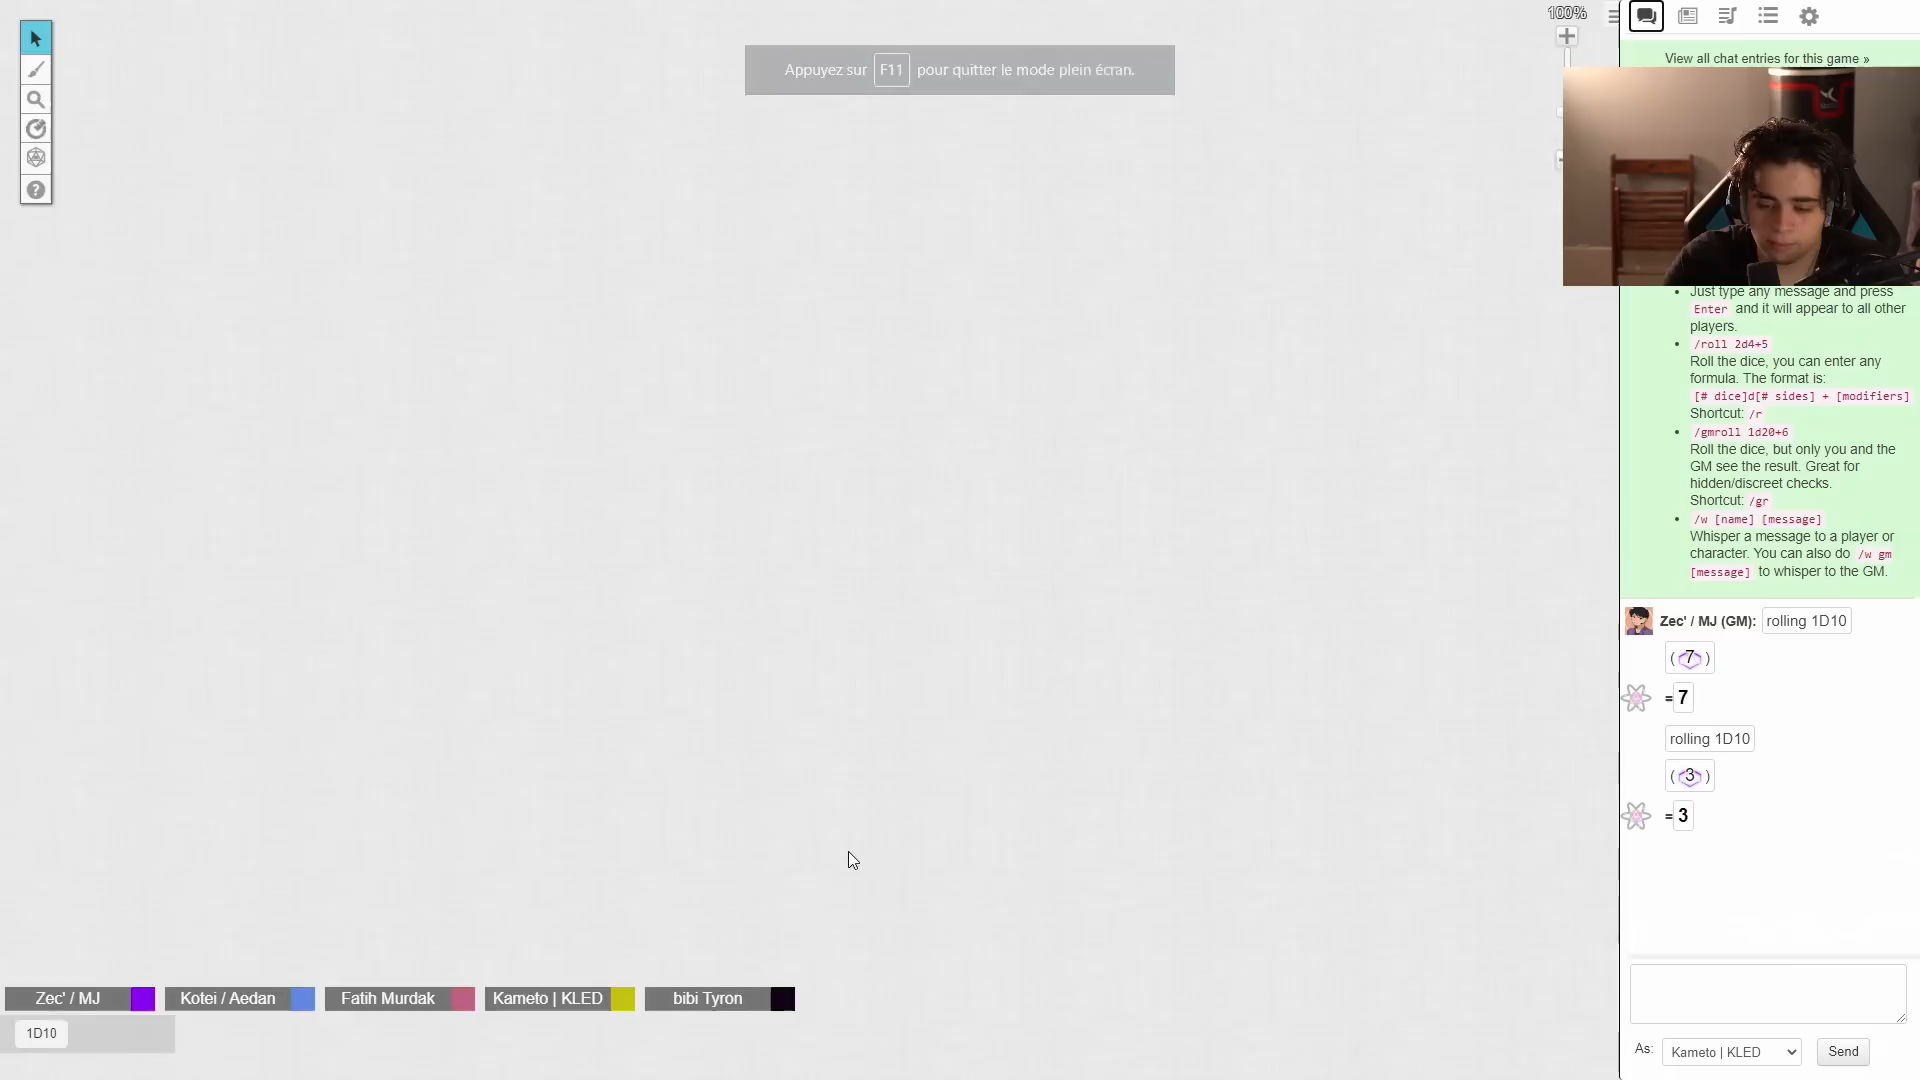 100%
Appuyez sur F11 pour quitter le mode plein écran.
View all chat entries for this game »
Just type any message and press
Enter and it will appear to all other
players.
/roll 2d4+5
Roll the dice, you can enter any
formula. The format is:
[# dice]d[# sides] + [modifiers]
Shortcut: /r
/gmroll 1d20+6
Roll the dice, but only you and the
GM see the result. Great for
hidden/discreet checks.
Shortcut: /gr
/w [name] [message]
Whisper a message to a player or
character. You can also do /w gm
[message] to whisper to the GM.
Zec' / MJ (GM): rolling 1D10
(7)
=7
rolling 1D10
(3)
=3
Zec' / MJ
Kotei / Aedan
Fatih Murdak
Kameto | KLED
bibi Tyron
1D10
As: Kameto | KLED
Send